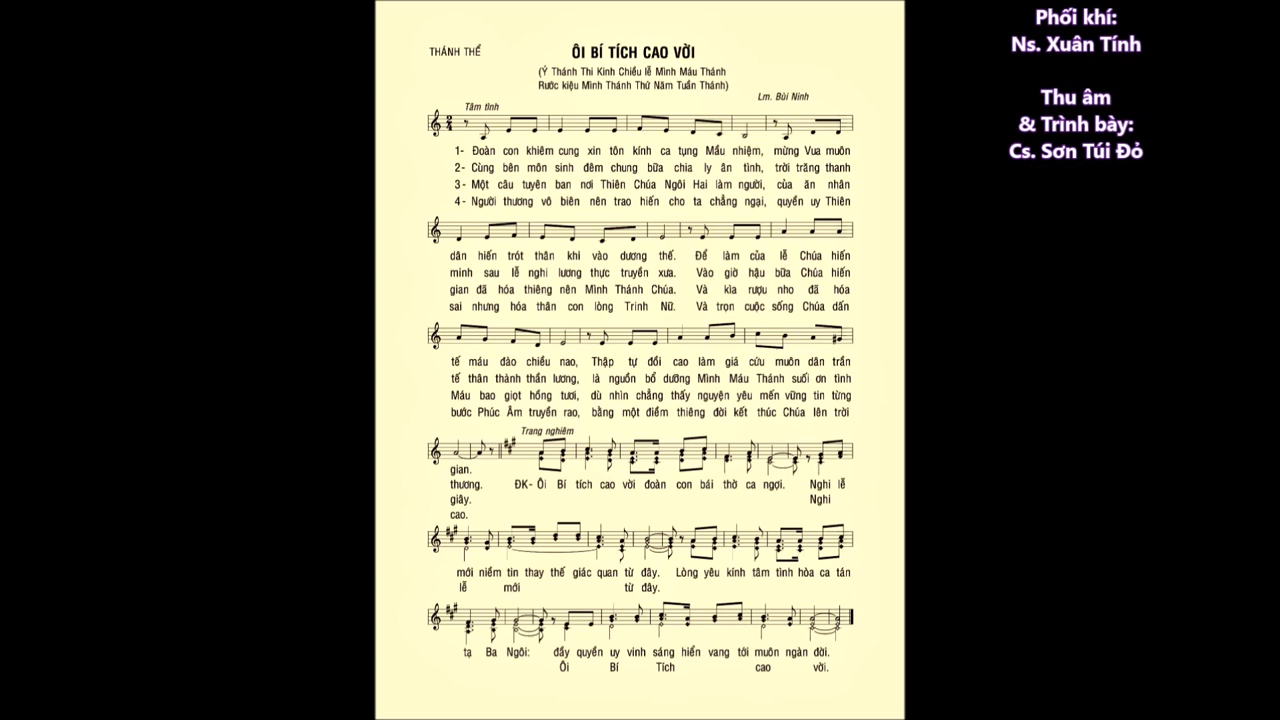 THÁNH THỂ
ÔI BÍ TÍCH CAO VỜI
(Ý Thánh Thi Kinh Chiều lễ Mình Máu Thánh
Rước kiệu Mình Thánh Thứ Năm Tuần Thánh)
Lm. Bùi Ninh
Tâm tình
1- Đoàn con khiêm cung xin tôn kính ca tụng Mầu nhiệm, mừng Vua muôn
2- Cùng bên môn sinh đêm chung bữa chia ly ân tình, trời trăng thanh
3- Một câu tuyên ban nơi Thiên Chúa Ngôi Hai làm người, của ăn nhân
4- Người thương vô biên nên trao hiến cho ta chẳng ngại, quyền uy Thiên
dân hiến trót thân khi vào dương thế. Để làm của lễ Chúa hiến
minh sau lễ nghi lương thực truyền xưa. Vào giờ hậu bữa Chúa hiến
gian đã hóa thiêng nên Mình Thánh Chúa. Và kìa rượu nho đã hóa
sai nhưng hóa thân con lòng Trinh Nữ. Và trọn cuộc sống Chúa dấn
tế máu đào chiều nao, Thập tự đồi cao làm giá cứu muôn dân trần
tế thân thành thần lương, là nguồn bổ dưỡng Mình Máu Thánh suối ơn tình
Máu bao giọt hồng tươi, dù nhìn chẳng thấy nguyện yêu mến vững tin từng
bước Phúc Âm truyền rao, bằng một điểm thiêng đời kết thúc Chúa lên trời
Trang nghiêm
gian.
thương. ĐK- Ôi Bí tích cao vời đoàn con bái thờ ca ngợi. Nghi lễ
giây. Nghi
cao.
mới niềm tin thay thế giác quan từ đây. Lòng yêu kính tâm tình hòa ca tán
lễ mới từ đây.
tạ Ba Ngôi: đầy quyền uy vinh sáng hiển vang tới muôn ngàn đời.
Ôi Bí Tích cao vời.
Phối khí:
Ns. Xuân Tính
Thu âm
& Trình bày:
Cs. Sơn Túi Đỏ